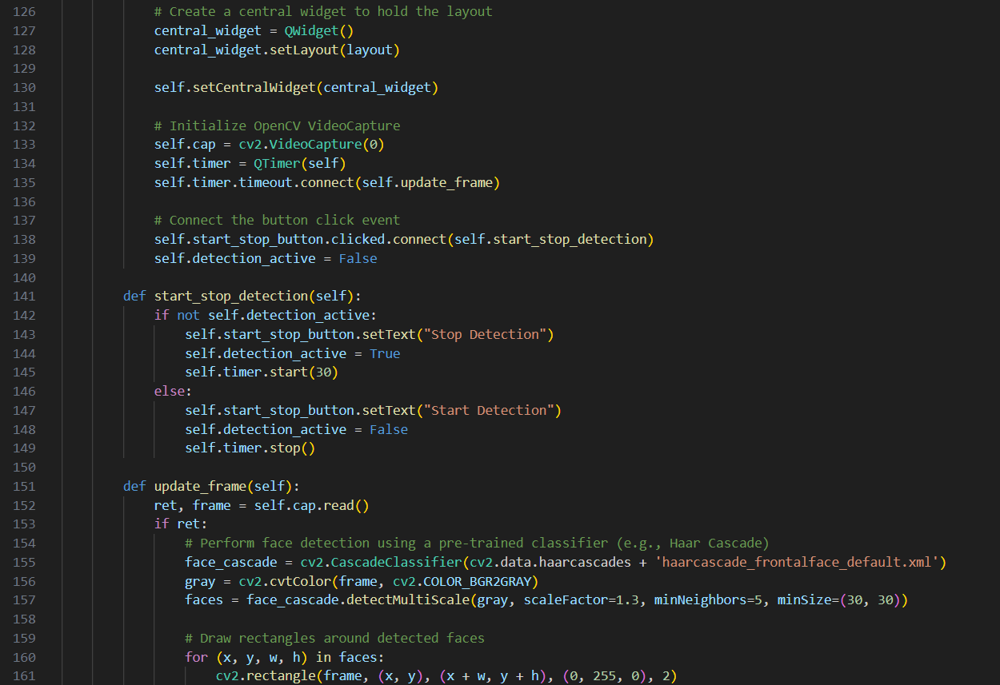 126 # Create a central widget to hold the layout
127 central_widget = QWidget()
128 central_widget.setLayout(layout)
129
130 self.setCentralWidget(central_widget)
131
132 # Initialize OpenCV VideoCapture
133 self.cap = cv2.VideoCapture(0)
134 self.timer = QTimer(self)
135 self.timer.timeout.connect(self.update_frame)
136
137 # Connect the button click event
138 self.start_stop_button.clicked.connect(self.start_stop_detection)
139 self.detection_active = False
140
141 def start_stop_detection(self):
142 if not self.detection_active:
143 self.start_stop_button.setText("Stop Detection")
144 self.detection_active = True
145 self.timer.start(30)
146 else:
147 self.start_stop_button.setText("Start Detection")
148 self.detection_active = False
149 self.timer.stop()
150
151 def update_frame(self):
152 ret, frame = self.cap.read()
153 if ret:
154 # Perform face detection using a pre-trained classifier (e.g., Haar Cascade)
155 face_cascade = cv2.CascadeClassifier(cv2.data.haarcascades + 'haarcascade_frontalface_default.xml')
156 gray = cv2.cvtColor(frame, cv2.COLOR_BGR2GRAY)
157 faces = face_cascade.detectMultiScale(gray, scaleFactor=1.3, minNeighbors=5, minSize=(30, 30))
158
159 # Draw rectangles around detected faces
160 for (x, y, w, h) in faces:
161 cv2.rectangle(frame, (x, y), (x + w, y + h), (0, 255, 0), 2)